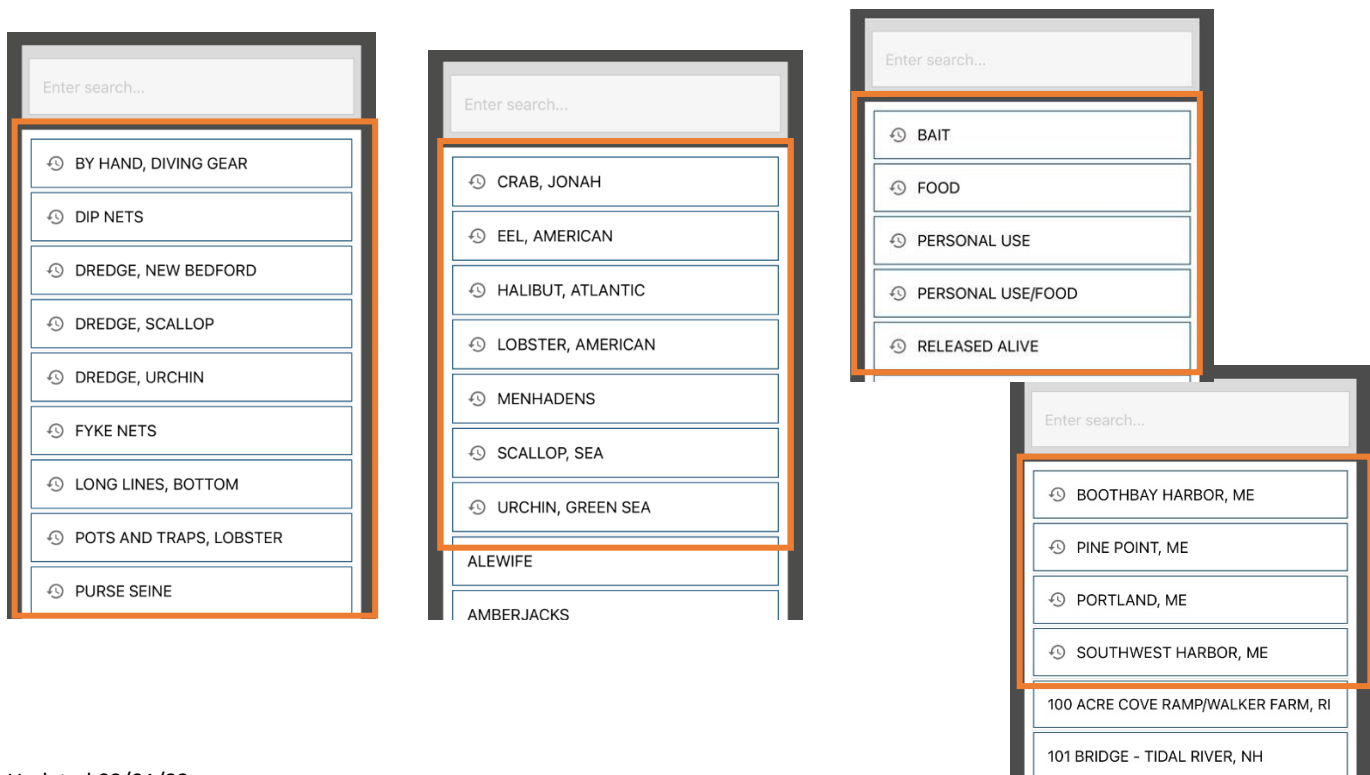 Enter search...
BY HAND, DIVING GEAR
DIP NETS
DREDGE, NEW BEDFORD
DREDGE, SCALLOP
DREDGE, URCHIN
FYKE NETS
LONG LINES, BOTTOM
POTS AND TRAPS, LOBSTER
PURSE SEINE
Enter search...
CRAB, JONAH
EEL, AMERICAN
HALIBUT, ATLANTIC
LOBSTER, AMERICAN
MENHADENS
SCALLOP, SEA
URCHIN, GREEN SEA
ALEWIFE
AMBERJACKS
Enter search...
BAIT
FOOD
PERSONAL USE
PERSONAL USE/FOOD
RELEASED ALIVE
Enter search...
BOOTHBAY HARBOR, ME
PINE POINT, ME
PORTLAND, ME
SOUTHWEST HARBOR, ME
100 ACRE COVE RAMP/WALKER FARM, RI
101 BRIDGE - TIDAL RIVER, NH